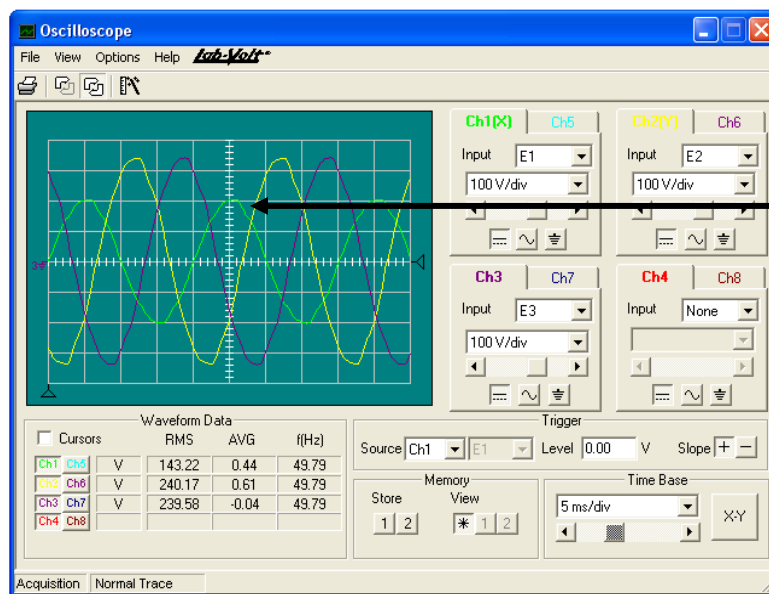 Oscilloscope
File View Options Help Lab-Volt
Ch1(X) Ch5
Input E1
100 V/div
Ch2(Y) Ch6
Input E2
100 V/div
Ch3 Ch7
Input E3
100 V/div
Ch4 Ch8
Input None
Waveform Data
Cursors RMS AVG f(Hz)
Ch1 Ch5 V 143.22 0.44 49.79
Ch2 Ch6 V 240.17 0.61 49.79
Ch3 Ch7 V 239.58 -0.04 49.79
Ch4 Ch8
Trigger
Source Ch1 E1 Level 0.00 V Slope + −
Memory
Store View
1 2 * 1 2
Time Base
5 ms/div
X-Y
Acquisition Normal Trace